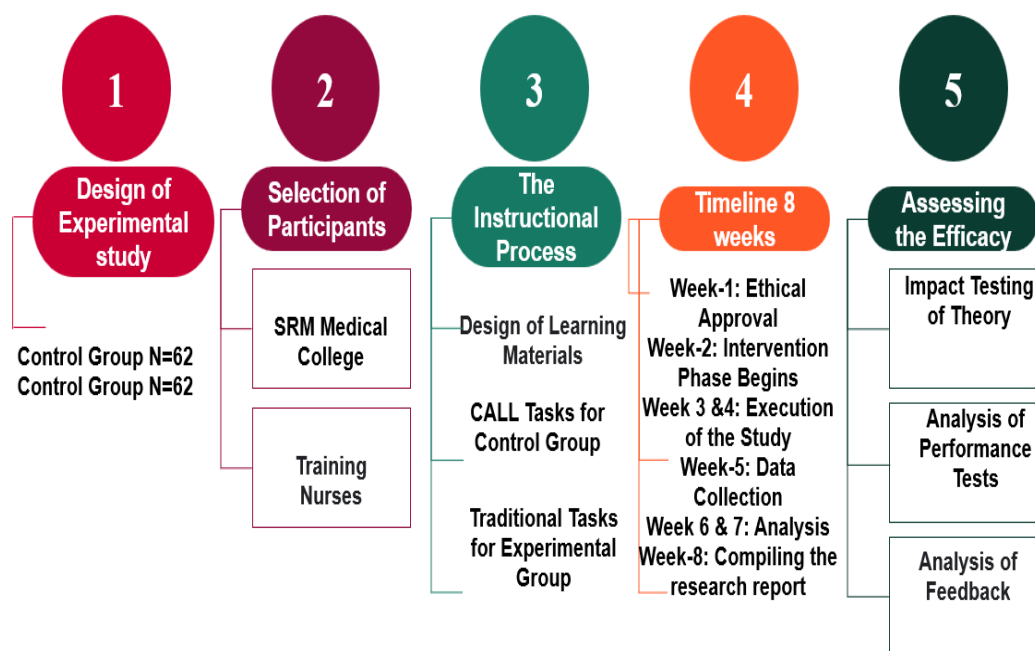 1
Design of
Experimental
study
Control Group N=62
Control Group N=62
2
Selection of
Participants
SRM Medical
College
Training
Nurses
3
The
Instructional
Process
Design of Learning
Materials
CALL Tasks for
Control Group
Traditional Tasks
for Experimental
Group
4
Timeline 8
weeks
Week-1: Ethical
Approval
Week-2: Intervention
Phase Begins
Week 3 &4: Execution
of the Study
Week-5: Data
Collection
Week 6 & 7: Analysis
Week-8: Compiling the
research report
5
Assessing
the Efficacy
Impact Testing
of Theory
Analysis of
Performance
Tests
Analysis of
Feedback